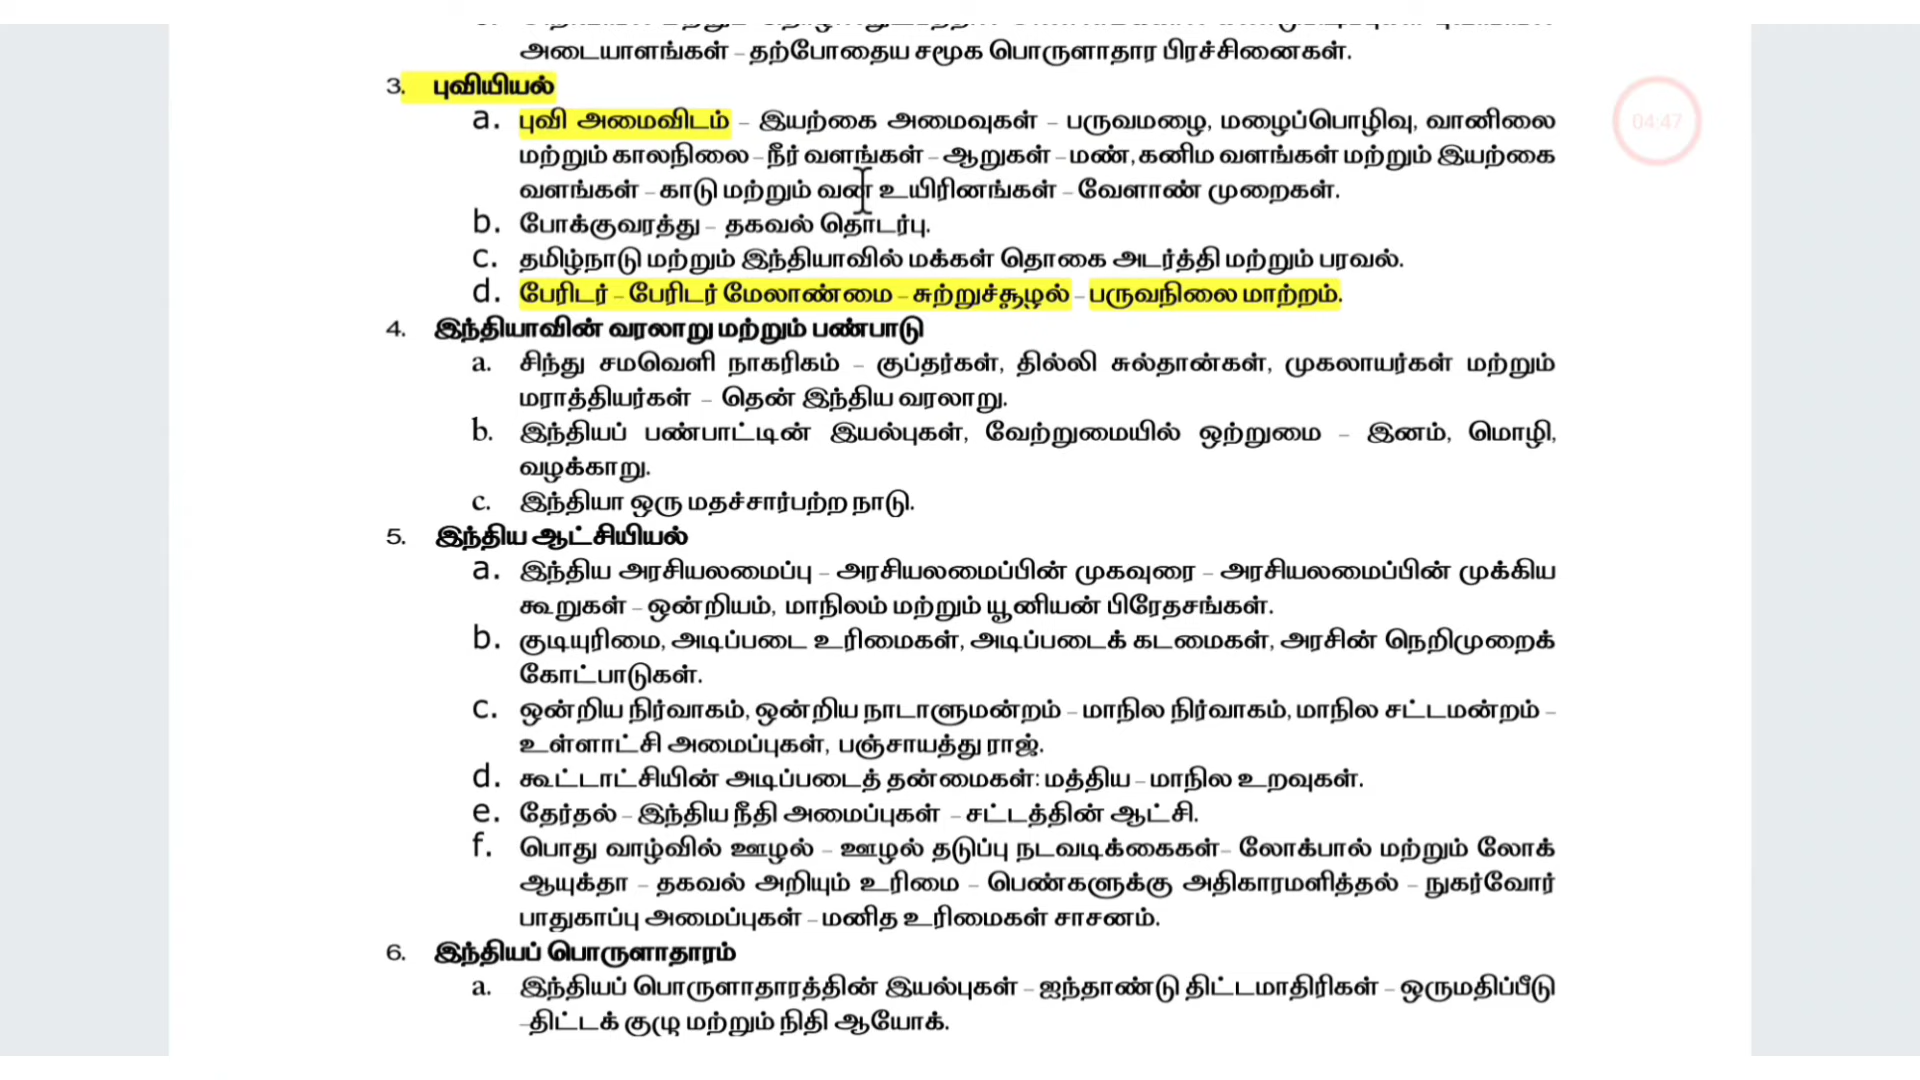 அடையாளங்கள் – தற்போதைய சமூக பொருளாதார பிரச்சினைகள்.
3. புவியியல்
04:47
a. புவி அமைவிடம் – இயற்கை அமைவுகள் – பருவமழை, மழைப்பொழிவு, வானிலை
மற்றும் காலநிலை – நீர் வளங்கள் – ஆறுகள் – மண், கனிம வளங்கள் மற்றும் இயற்கை
வளங்கள் – காடு மற்றும் வன உயிரினங்கள் – வேளாண் முறைகள்.
b. போக்குவரத்து – தகவல் தொடர்பு.
c. தமிழ்நாடு மற்றும் இந்தியாவில் மக்கள் தொகை அடர்த்தி மற்றும் பரவல்.
d. பேரிடர் – பேரிடர் மேலாண்மை – சுற்றுச்சூழல் – பருவநிலை மாற்றம்.
4. இந்தியாவின் வரலாறு மற்றும் பண்பாடு
a. சிந்து சமவெளி நாகரிகம் – குப்தர்கள், தில்லி சுல்தான்கள், முகலாயர்கள் மற்றும்
மராத்தியர்கள் – தென் இந்திய வரலாறு.
b. இந்தியப் பண்பாட்டின் இயல்புகள், வேற்றுமையில் ஒற்றுமை – இனம், மொழி,
வழக்காறு.
c. இந்தியா ஒரு மதச்சார்பற்ற நாடு.
5. இந்திய ஆட்சியியல்
a. இந்திய அரசியலமைப்பு – அரசியலமைப்பின் முகவுரை – அரசியலமைப்பின் முக்கிய
கூறுகள் – ஒன்றியம், மாநிலம் மற்றும் யூனியன் பிரதேசங்கள்.
b. குடியுரிமை, அடிப்படை உரிமைகள், அடிப்படைக் கடமைகள், அரசின் நெறிமுறைக்
கோட்பாடுகள்.
c. ஒன்றிய நிர்வாகம், ஒன்றிய நாடாளுமன்றம் – மாநில நிர்வாகம், மாநில சட்டமன்றம் –
உள்ளாட்சி அமைப்புகள், பஞ்சாயத்து ராஜ்.
d. கூட்டாட்சியின் அடிப்படைத் தன்மைகள்: மத்திய – மாநில உறவுகள்.
e. தேர்தல் – இந்திய நீதி அமைப்புகள் – சட்டத்தின் ஆட்சி.
f. பொது வாழ்வில் ஊழல் – ஊழல் தடுப்பு நடவடிக்கைகள்– லோக்பால் மற்றும் லோக்
ஆயுக்தா – தகவல் அறியும் உரிமை – பெண்களுக்கு அதிகாரமளித்தல் – நுகர்வோர்
பாதுகாப்பு அமைப்புகள் – மனித உரிமைகள் சாசனம்.
6. இந்தியப் பொருளாதாரம்
a. இந்தியப் பொருளாதாரத்தின் இயல்புகள் – ஐந்தாண்டு திட்டமாதிரிகள் – ஒருமதிப்பீடு
–திட்டக் குழு மற்றும் நிதி ஆயோக்.